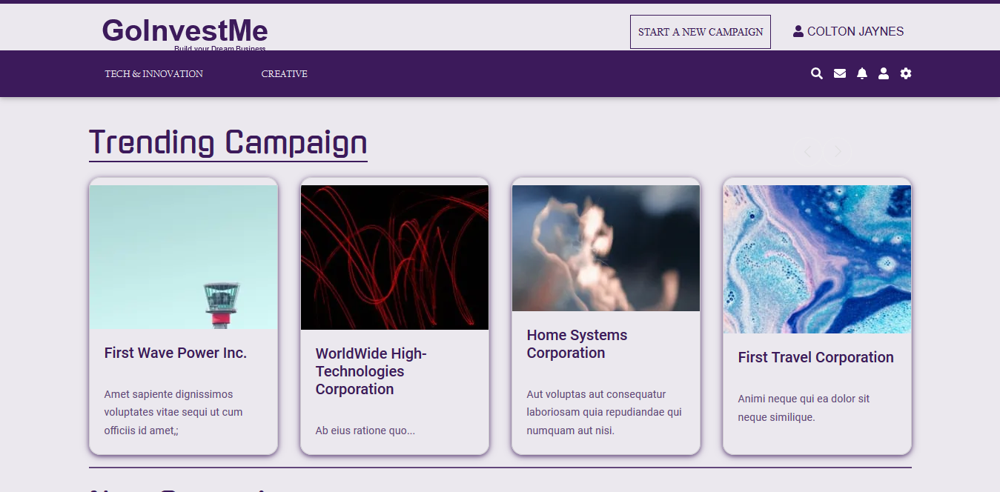 GoInvestMe
Build your Dream Business
START A NEW CAMPAIGN
COLTON JAYNES
TECH & INNOVATION
CREATIVE
Trending Campaign
First Wave Power Inc.
Amet sapiente dignissimos
voluptates vitae sequi ut cum
officiis id amet,;
WorldWide High-
Technologies
Corporation
Ab eius ratione quo...
Home Systems
Corporation
Aut voluptas aut consequatur
laboriosam quia repudiandae qui
numquam aut nisi.
First Travel Corporation
Animi neque qui ea dolor sit
neque similique.